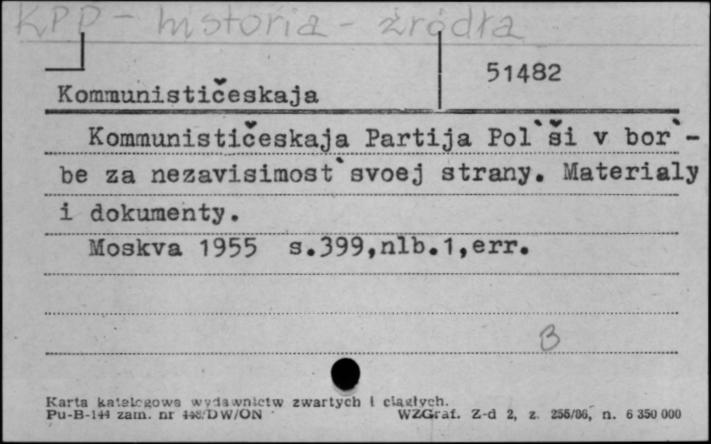 KPP - historia - źródła
51482
Kommunističeskaja
Kommunističeskaja Partija Pol`ši v bor`-
be za nezavisimost`svoej strany. Materialy
i dokumenty.
Moskva 1955 s.399,nlb.1,err.
B
Karta katalogowa wydawnictw zwartych i ciągłych.
Pu-B-144 zam. nr 448/DW/ON WZGraf. Z-d 2, z. 256/86, n. 6 350 000